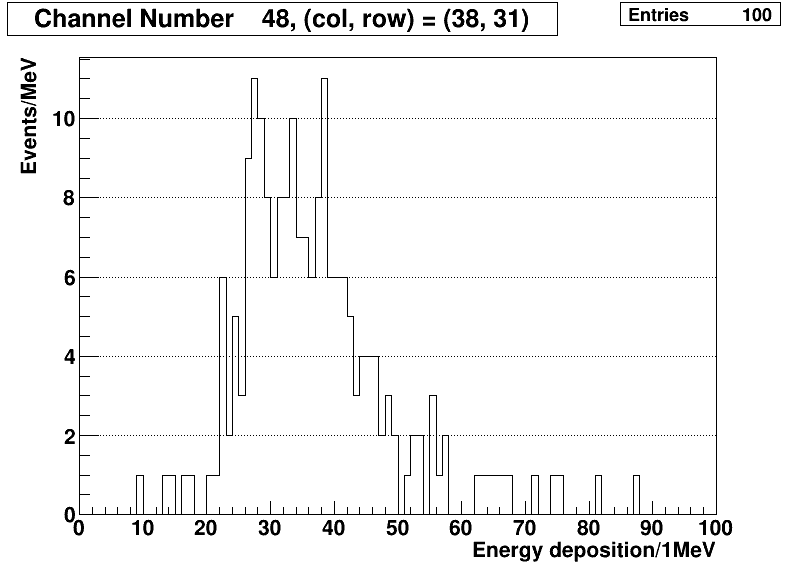 Channel Number 48, (col, row) = (38, 31)
Entries 100
Events/MeV
10
8
6
4
2
0
0 10 20 30 40 50 60 70 80 90 100
Energy deposition/1MeV